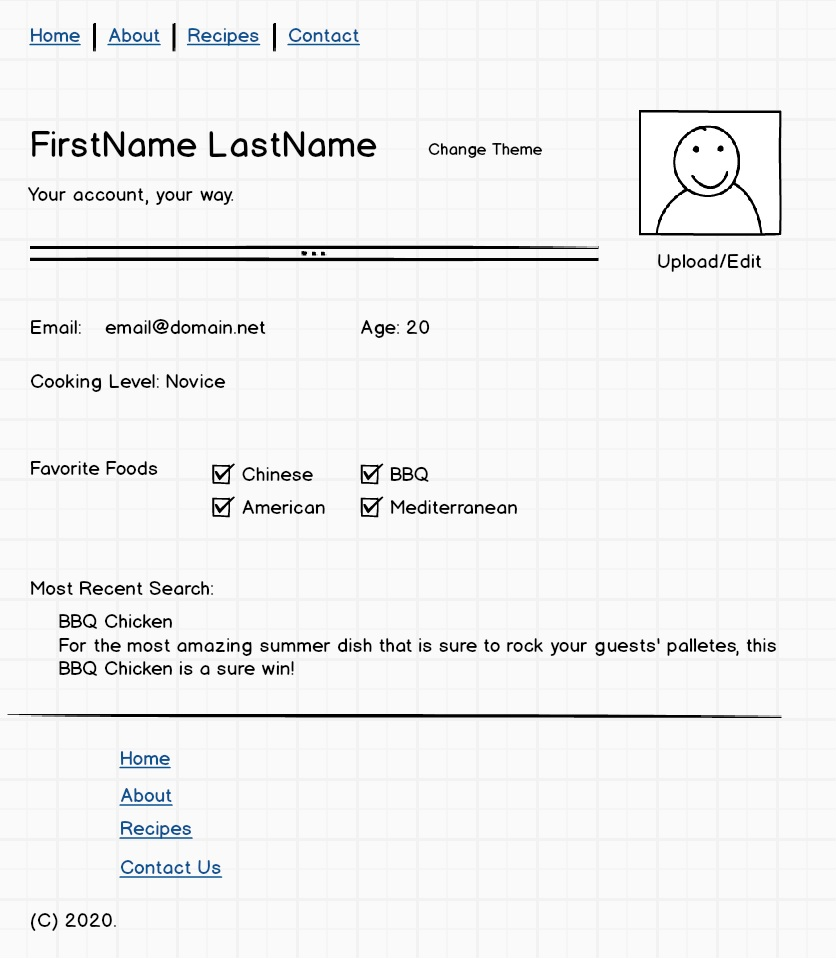 Home | About | Recipes | Contact
FirstName LastName
Change Theme
Your account, your way.
Upload/Edit
Email: email@domain.net Age: 20
Cooking Level: Novice
Favorite Foods
Chinese BBQ
American Mediterranean
Most Recent Search:
BBQ Chicken
For the most amazing summer dish that is sure to rock your guests' palletes, this
BBQ Chicken is a sure win!
Home
About
Recipes
Contact Us
(C) 2020.